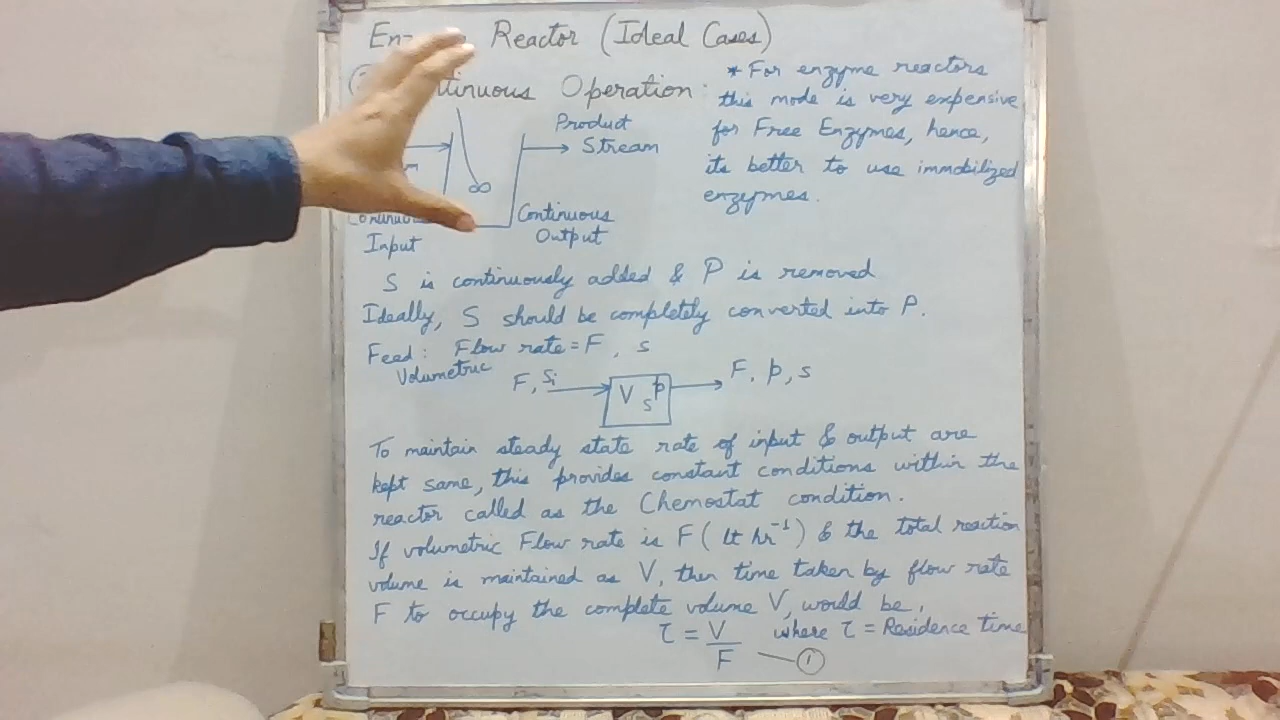 Reactor (Ideal Cases)
Operation:
* For enzyme reactors
this mode is very expensive
for Free Enzymes, hence,
its better to use immobilized
enzymes.
Product
Stream
Continuous
Output
Input
S is continuously added & P is removed
Ideally, S should be completely converted into P.
Feed: Flow rate = F, s
Volumetric
F, Si
V s p
F, p, s
To maintain steady state rate of input & output are
kept same, this provides constant conditions within the
reactor called as the Chemostat condition.
If volumetric Flow rate is F ( lt hr⁻¹ ) & the total reaction
volume is maintained as V, then time taken by flow rate
F to occupy the complete volume V, would be,
τ = V/F where τ = Residence time
①